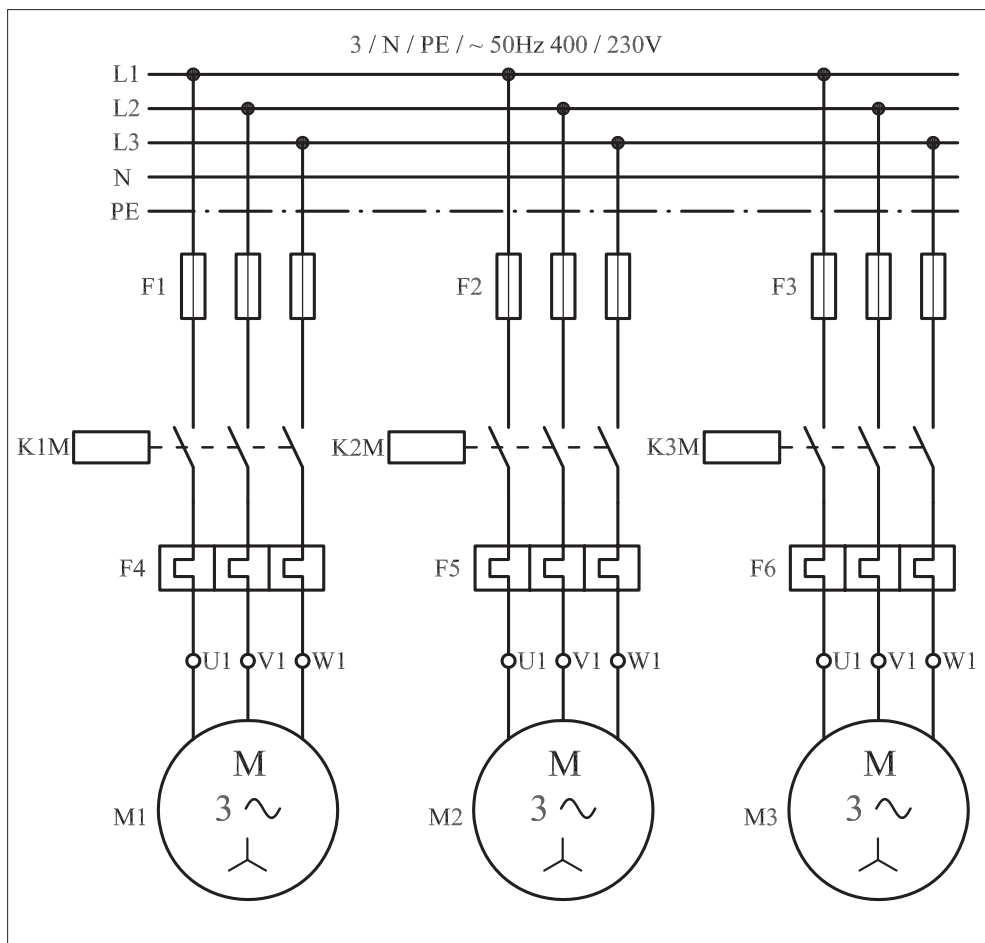 3 / N / PE / ~ 50Hz 400 / 230V
L1
L2
L3
N
PE
F1 F2 F3
K1M K2M K3M
F4 F5 F6
U1 V1 W1 U1 V1 W1 U1 V1 W1
M M M
M1 3 M2 3 M3 3